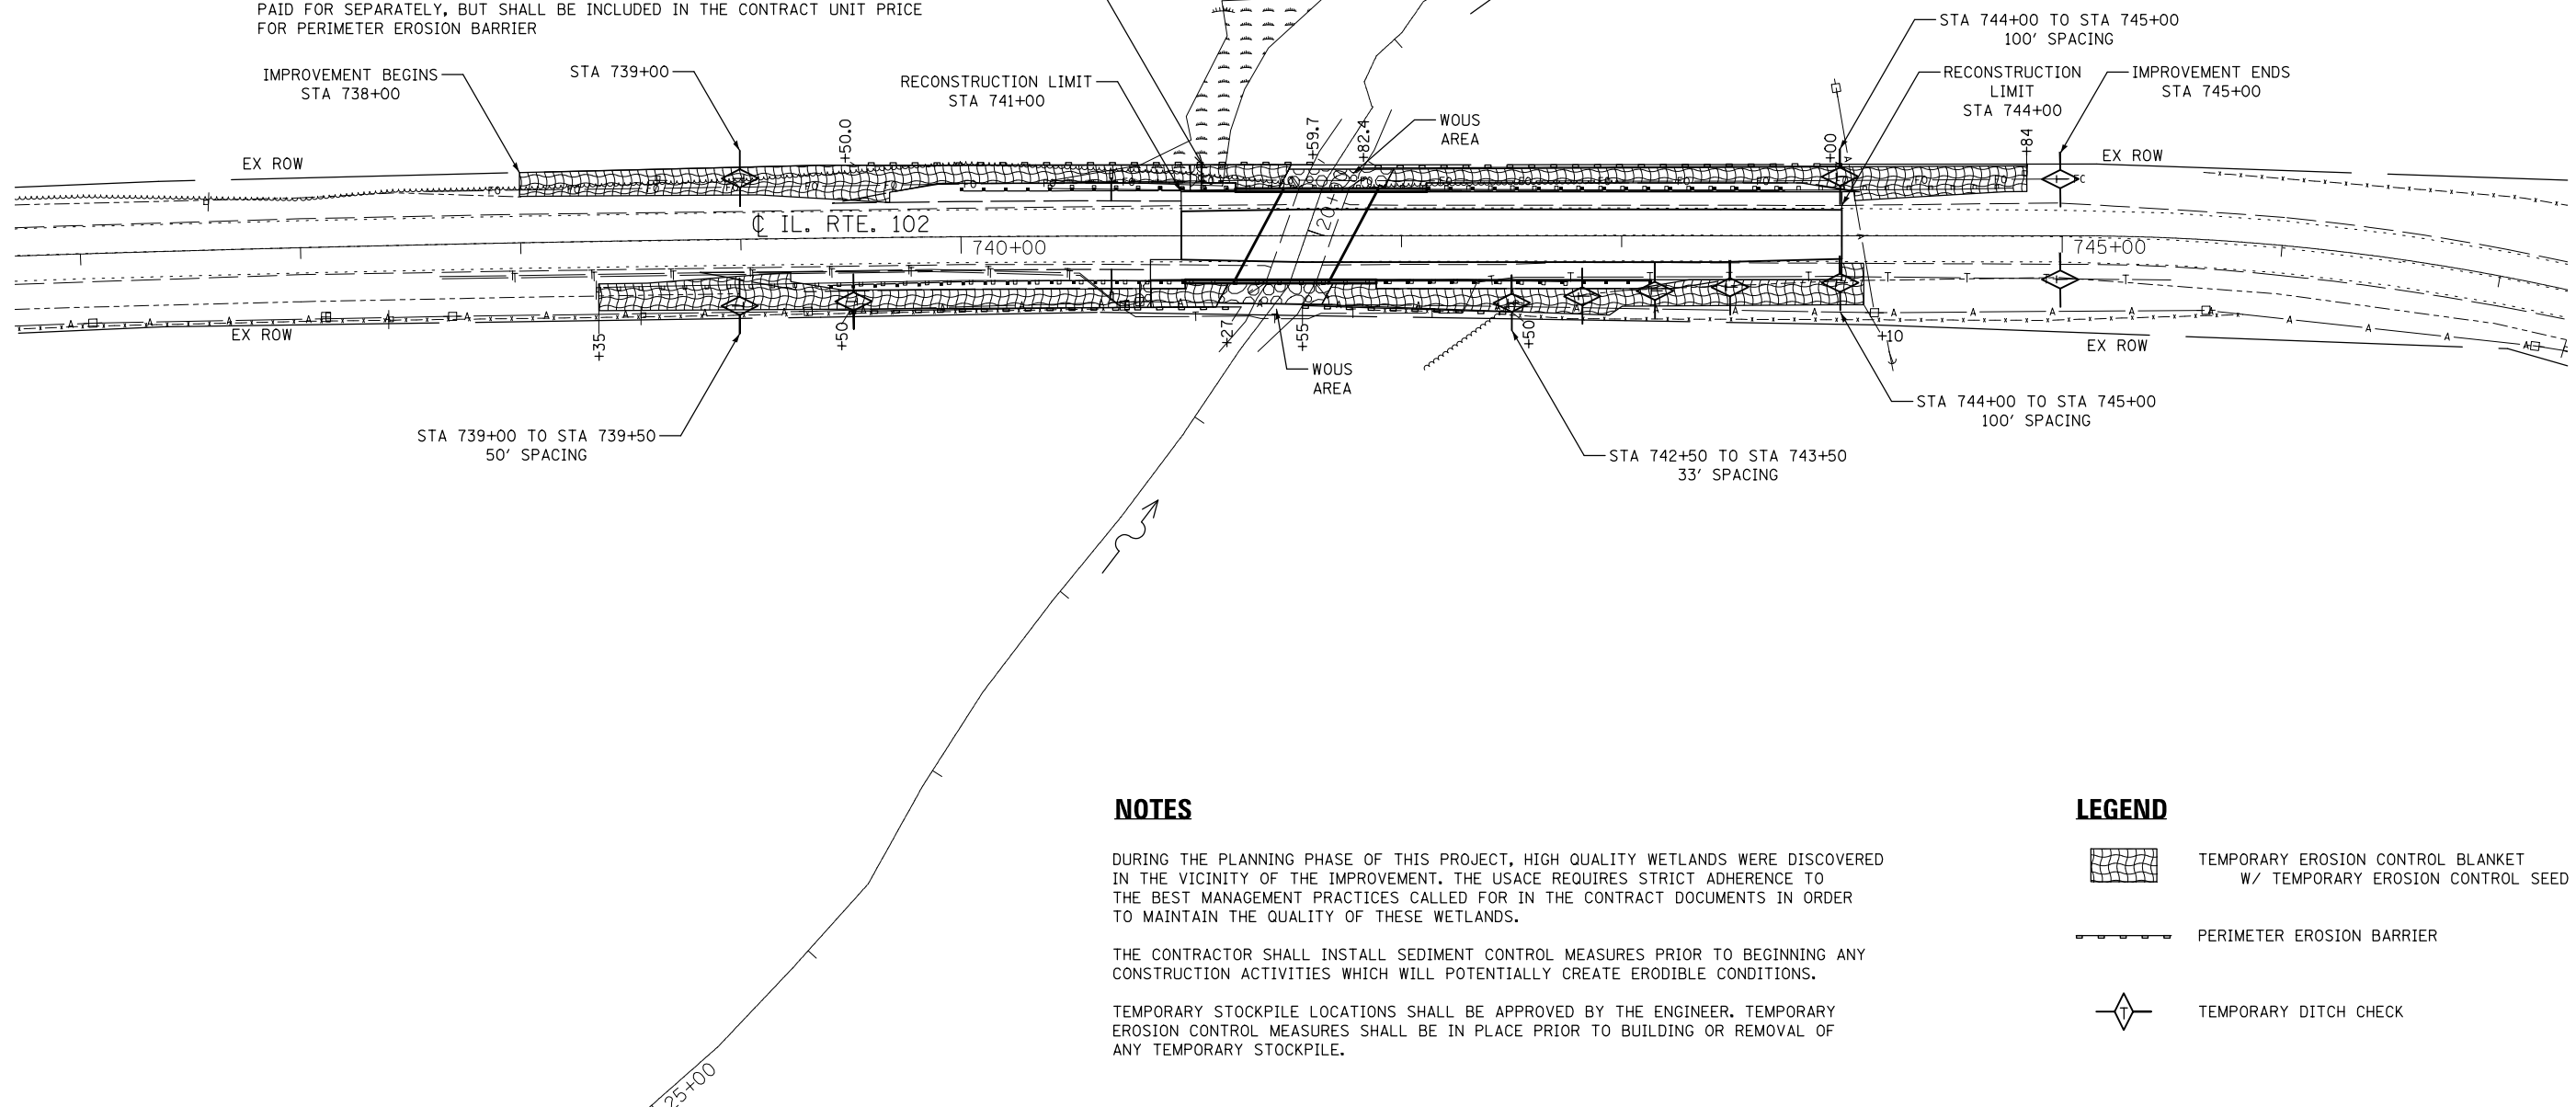 PAID FOR SEPARATELY, BUT SHALL BE INCLUDED IN THE CONTRACT UNIT PRICE
FOR PERIMETER EROSION BARRIER
IMPROVEMENT BEGINS
STA 738+00
STA 739+00
RECONSTRUCTION LIMIT
STA 741+00
WOUS
AREA
STA 744+00 TO STA 745+00
100' SPACING
RECONSTRUCTION
LIMIT
STA 744+00
IMPROVEMENT ENDS
STA 745+00
EX ROW
+50.0
+59.7
+82.4
+00
+84
EX ROW
℄ IL. RTE. 102
740+00
120+00
745+00
EX ROW
+35
+50
+27
+55
+50
+10
EX ROW
WOUS
AREA
STA 739+00 TO STA 739+50
50' SPACING
STA 742+50 TO STA 743+50
33' SPACING
STA 744+00 TO STA 745+00
100' SPACING
25+00
NOTES
DURING THE PLANNING PHASE OF THIS PROJECT, HIGH QUALITY WETLANDS WERE DISCOVERED
IN THE VICINITY OF THE IMPROVEMENT. THE USACE REQUIRES STRICT ADHERENCE TO
THE BEST MANAGEMENT PRACTICES CALLED FOR IN THE CONTRACT DOCUMENTS IN ORDER
TO MAINTAIN THE QUALITY OF THESE WETLANDS.
THE CONTRACTOR SHALL INSTALL SEDIMENT CONTROL MEASURES PRIOR TO BEGINNING ANY
CONSTRUCTION ACTIVITIES WHICH WILL POTENTIALLY CREATE ERODIBLE CONDITIONS.
TEMPORARY STOCKPILE LOCATIONS SHALL BE APPROVED BY THE ENGINEER. TEMPORARY
EROSION CONTROL MEASURES SHALL BE IN PLACE PRIOR TO BUILDING OR REMOVAL OF
ANY TEMPORARY STOCKPILE.
LEGEND
TEMPORARY EROSION CONTROL BLANKET
W/ TEMPORARY EROSION CONTROL SEED
PERIMETER EROSION BARRIER
T
TEMPORARY DITCH CHECK